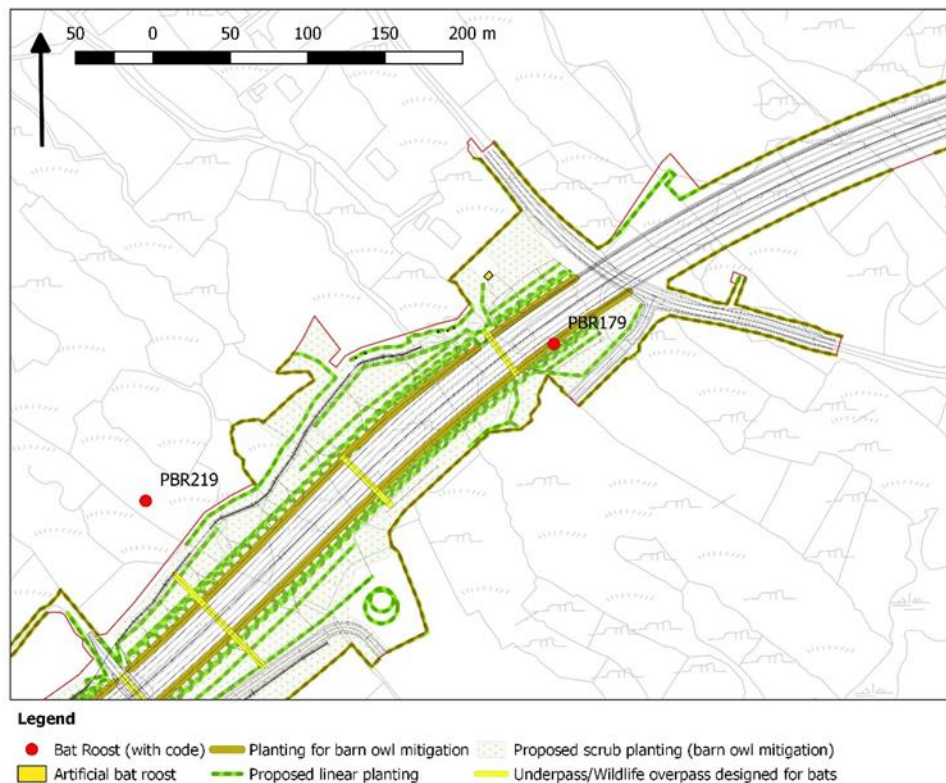 50 0 50 100 150 200 m
PBR179
PBR219
Legend
Bat Roost (with code) Planting for barn owl mitigation Proposed scrub planting (barn owl mitigation)
Artificial bat roost Proposed linear planting Underpass/Wildlife overpass designed for bats